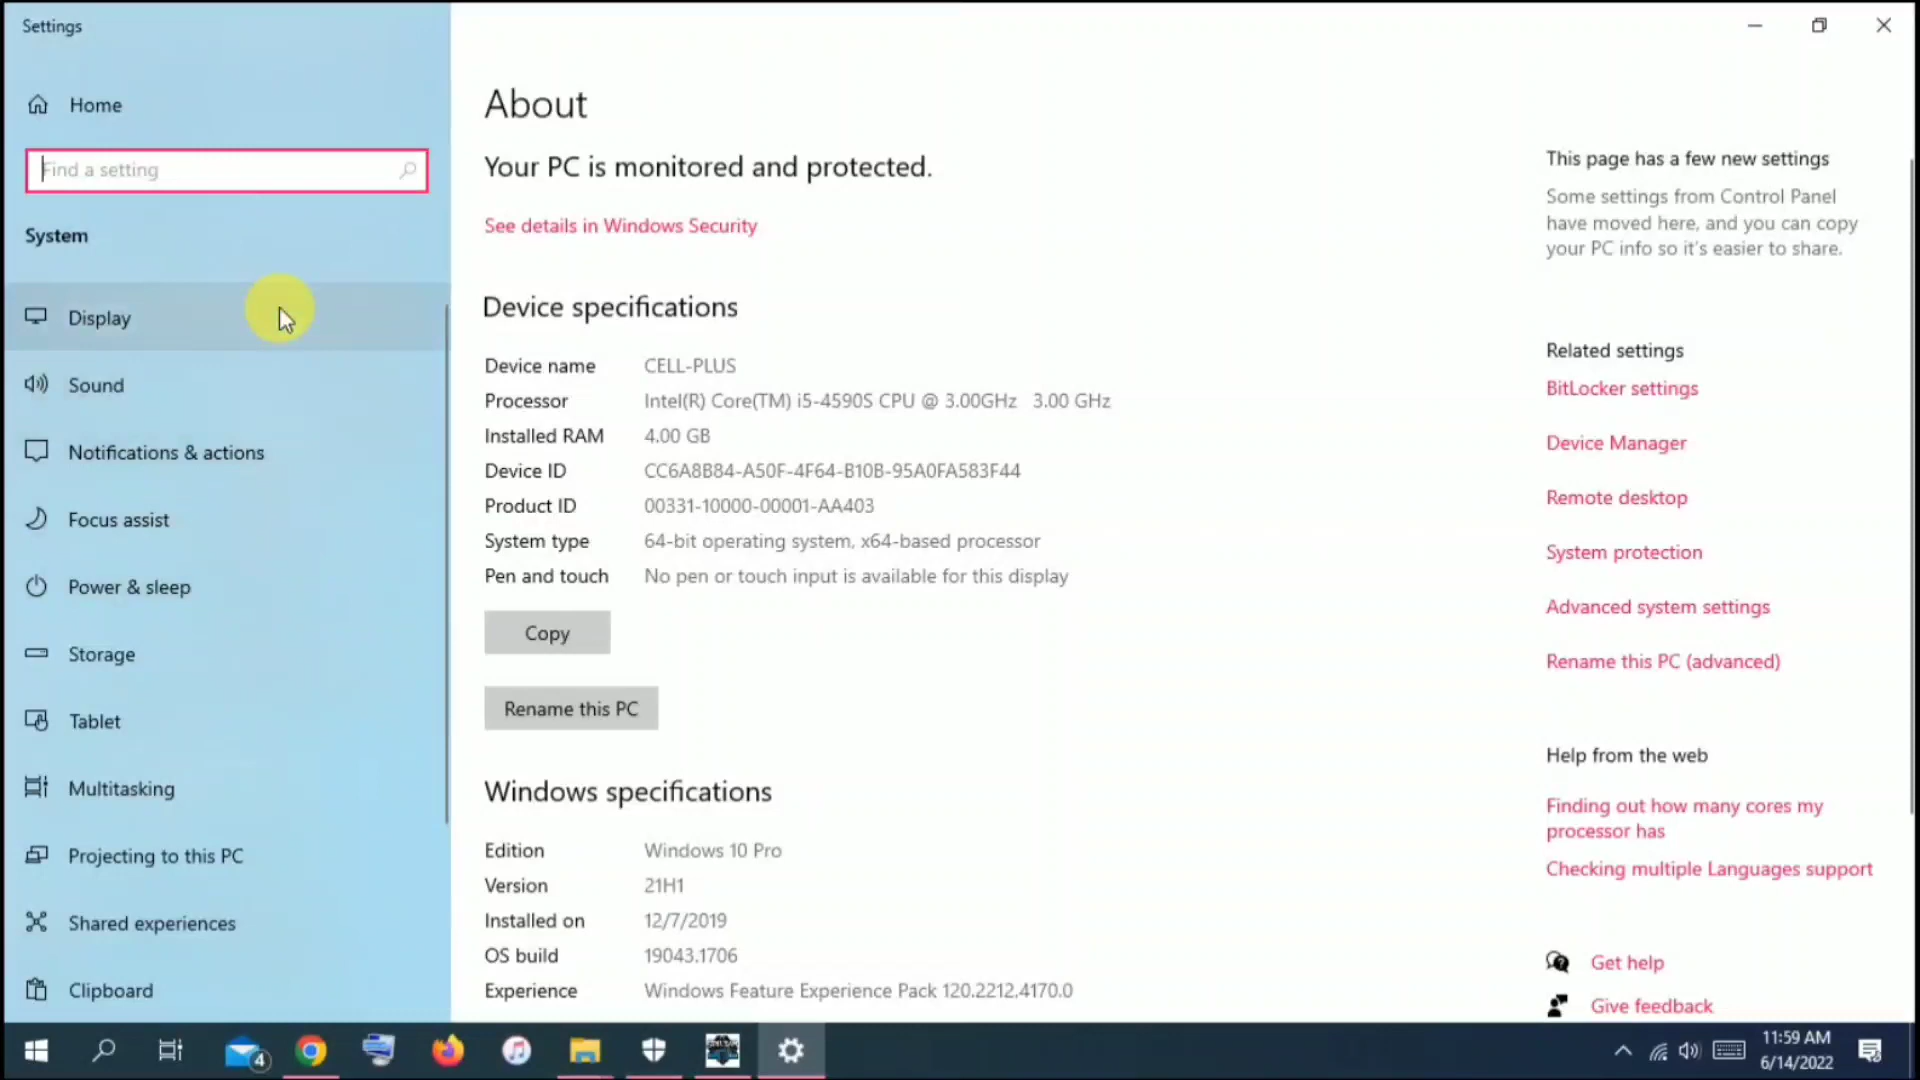 Settings
Home
Find a setting
System
Display
Sound
Notifications & actions
Focus assist
Power & sleep
Storage
Tablet
Multitasking
Projecting to this PC
Shared experiences
Clipboard
About
Your PC is monitored and protected.
See details in Windows Security
Device specifications
Device name CELL-PLUS
Processor Intel(R) Core(TM) i5-4590S CPU @ 3.00GHz 3.00 GHz
Installed RAM 4.00 GB
Device ID CC6A8B84-A50F-4F64-B10B-95A0FA583F44
Product ID 00331-10000-00001-AA403
System type 64-bit operating system, x64-based processor
Pen and touch No pen or touch input is available for this display
Copy
Rename this PC
Windows specifications
Edition Windows 10 Pro
Version 21H1
Installed on 12/7/2019
OS build 19043.1706
Experience Windows Feature Experience Pack 120.2212.4170.0
This page has a few new settings
Some settings from Control Panel
have moved here, and you can copy
your PC info so it's easier to share.
Related settings
BitLocker settings
Device Manager
Remote desktop
System protection
Advanced system settings
Rename this PC (advanced)
Help from the web
Finding out how many cores my
processor has
Checking multiple Languages support
Get help
Give feedback
4
11:59 AM
6/14/2022